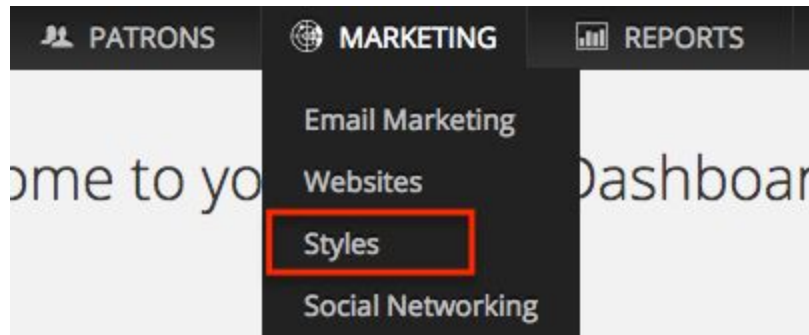 PATRONS MARKETING REPORTS
Email Marketing
ome to yo Dashboar
Websites
Styles
Social Networking